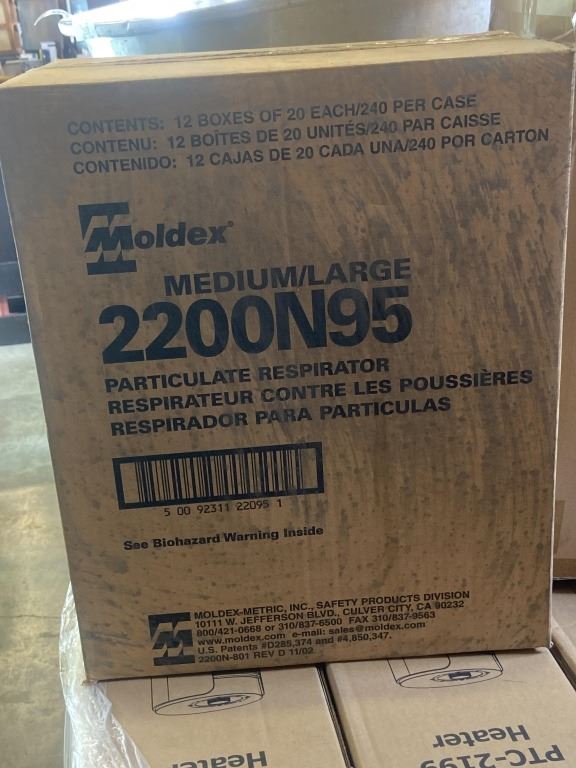 CONTENTS: 12 BOXES OF 20 EACH/240 PER CASE
CONTENU: 12 BOÎTES DE 20 UNITÉS/240 PAR CAISSE
CONTENIDO: 12 CAJAS DE 20 CADA UNA/240 POR CARTON
Moldex®
MEDIUM/LARGE
2200N95
PARTICULATE RESPIRATOR
RESPIRATEUR CONTRE LES POUSSIÈRES
RESPIRADOR PARA PARTICULAS
5 00 92311 22095 1
See Biohazard Warning Inside
MOLDEX-METRIC, INC., SAFETY PRODUCTS DIVISION
10111 W. JEFFERSON BLVD., CULVER CITY, CA 90232
800/421-0668 or 310/837-6500 FAX 310/837-9563
www.moldex.com e-mail: sales@moldex.com
U.S. Patents #D285,374 and #4,850,347.
2200N-801 REV D 11/02
Heater
PTC-2199
Heater